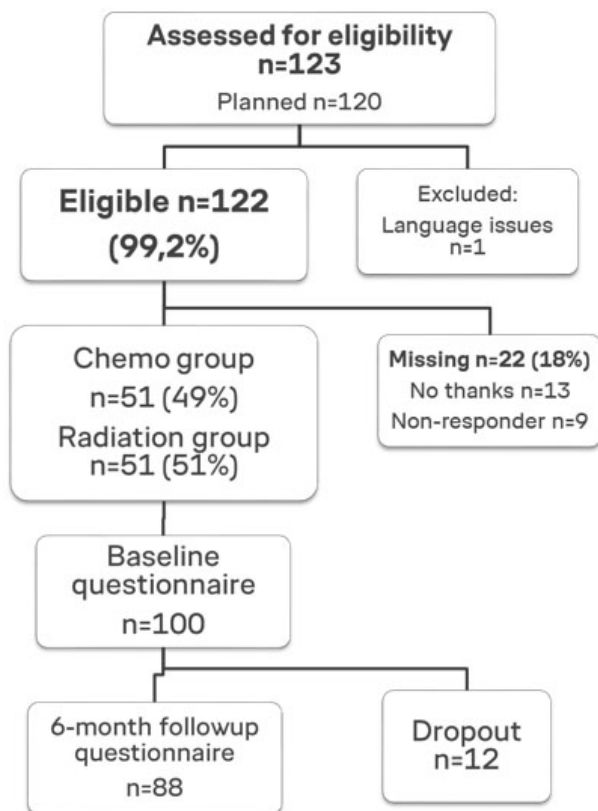 Assessed for eligibility
n=123
Planned n=120
Eligible n=122
(99,2%)
Excluded:
Language issues
n=1
Chemo group
n=51 (49%)
Radiation group
n=51 (51%)
Missing n=22 (18%)
No thanks n=13
Non-responder n=9
Baseline
questionnaire
n=100
6-month followup
questionnaire
n=88
Dropout
n=12